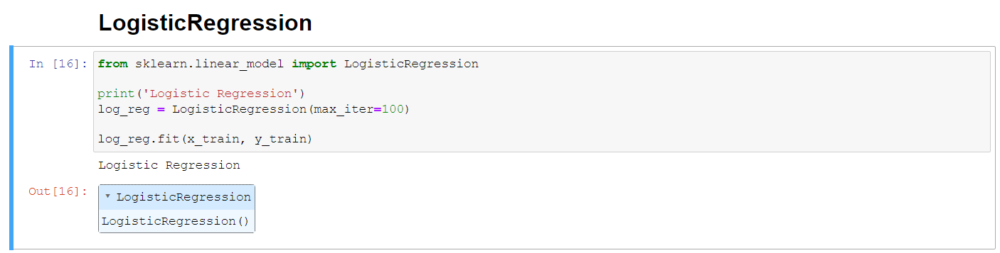 LogisticRegression
In [16]: from sklearn.linear_model import LogisticRegression
print('Logistic Regression')
log_reg = LogisticRegression(max_iter=100)
log_reg.fit(x_train, y_train)
Logistic Regression
Out[16]:
▾ LogisticRegression
LogisticRegression()